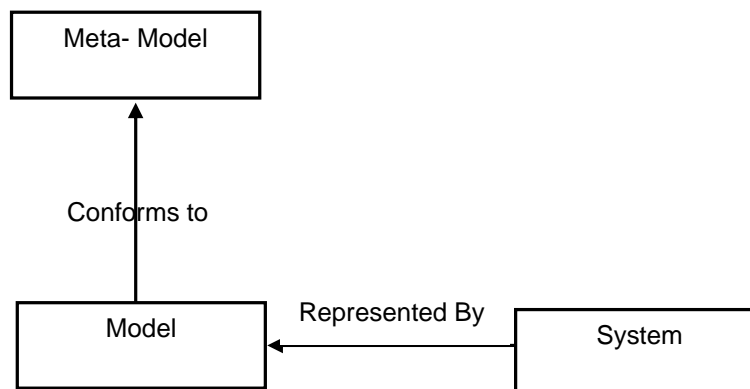 Meta- Model
Conforms to
Represented By
Model
System